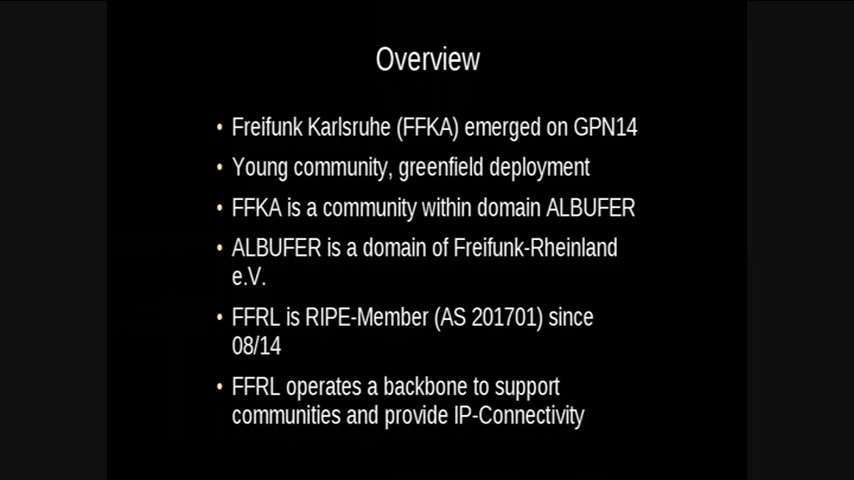 Overview
• Freifunk Karlsruhe (FFKA) emerged on GPN14
• Young community, greenfield deployment
• FFKA is a community within domain ALBUFER
• ALBUFER is a domain of Freifunk-Rheinland
e.V.
• FFRL is RIPE-Member (AS 201701) since
08/14
• FFRL operates a backbone to support
communities and provide IP-Connectivity